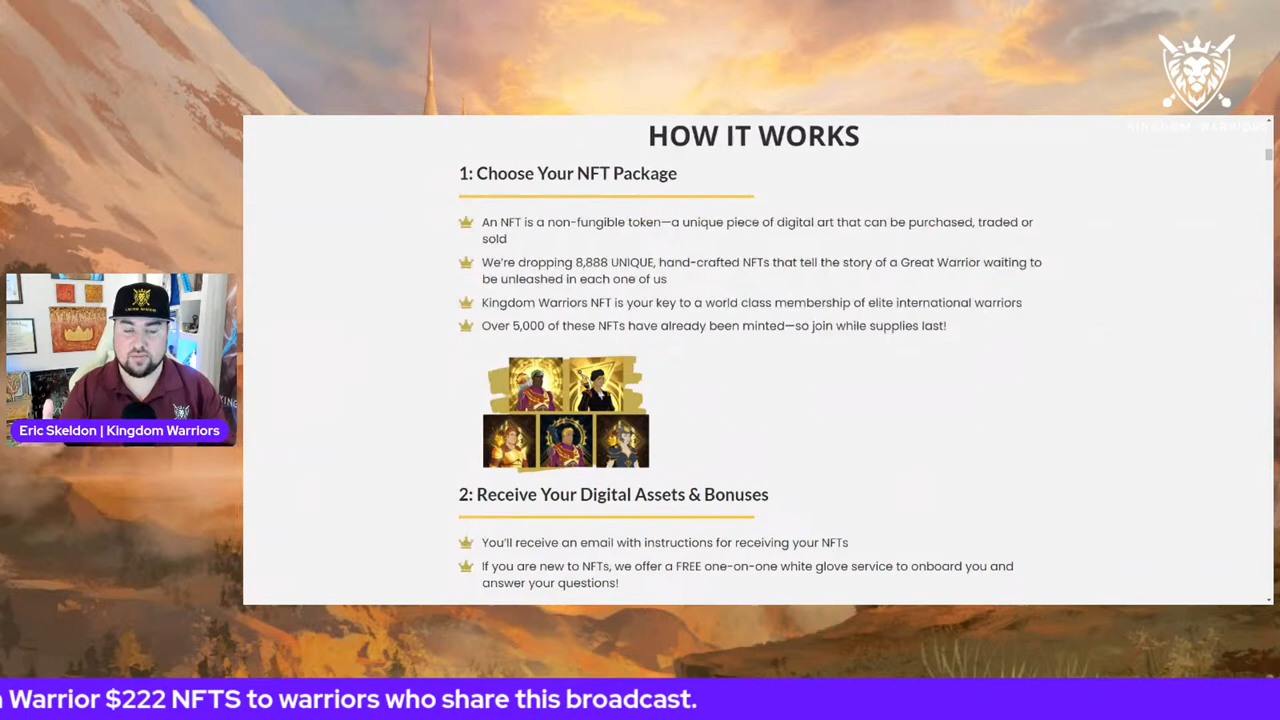 KINGDOM WARRIORS
HOW IT WORKS
1: Choose Your NFT Package
An NFT is a non-fungible token—a unique piece of digital art that can be purchased, traded or
sold
We're dropping 8,888 UNIQUE, hand-crafted NFTs that tell the story of a Great Warrior waiting to
be unleashed in each one of us
Kingdom Warriors NFT is your key to a world class membership of elite international warriors
Over 5,000 of these NFTs have already been minted—so join while supplies last!
2: Receive Your Digital Assets & Bonuses
You'll receive an email with instructions for receiving your NFTs
If you are new to NFTs, we offer a FREE one-on-one white glove service to onboard you and
answer your questions!
Eric Skeldon | Kingdom Warriors
Warrior $222 NFTS to warriors who share this broadcast.